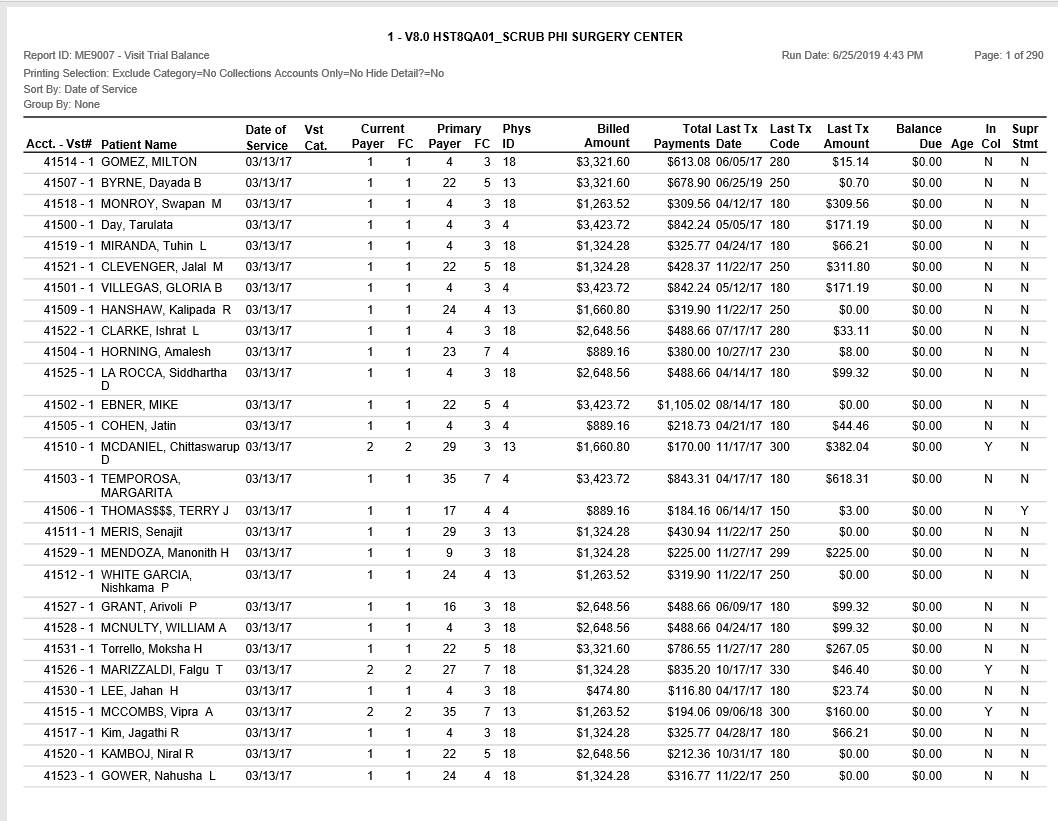 1 - V8.0 HST8QA01_SCRUB PHI SURGERY CENTER
Report ID: ME9007 - Visit Trial Balance Run Date: 6/25/2019 4:43 PM Page: 1 of 290
Printing Selection: Exclude Category=No Collections Accounts Only=No Hide Detail?=No
Sort By: Date of Service
Group By: None
Date of Vst Current Primary Phys Billed Total Last Tx Last Tx Last Tx Balance In Supr
Acct. - Vst# Patient Name Service Cat. Payer FC Payer FC ID Amount Payments Date Code Amount Due Age Col Stmt
41514 - 1 GOMEZ, MILTON 03/13/17 1 1 4 3 18 $3,321.60 $613.08 06/05/17 280 $15.14 $0.00 N N
41507 - 1 BYRNE, Dayada B 03/13/17 1 1 22 5 13 $3,321.60 $678.90 06/25/19 250 $0.70 $0.00 N N
41518 - 1 MONROY, Swapan M 03/13/17 1 1 4 3 18 $1,263.52 $309.56 04/12/17 180 $309.56 $0.00 N N
41500 - 1 Day, Tarulata 03/13/17 1 1 4 3 4 $3,423.72 $842.24 05/05/17 180 $171.19 $0.00 N N
41519 - 1 MIRANDA, Tuhin L 03/13/17 1 1 4 3 18 $1,324.28 $325.77 04/24/17 180 $66.21 $0.00 N N
41521 - 1 CLEVENGER, Jalal M 03/13/17 1 1 22 5 18 $1,324.28 $428.37 11/22/17 250 $311.80 $0.00 N N
41501 - 1 VILLEGAS, GLORIA B 03/13/17 1 1 4 3 4 $3,423.72 $842.24 05/12/17 180 $171.19 $0.00 N N
41509 - 1 HANSHAW, Kalipada R 03/13/17 1 1 24 4 13 $1,660.80 $319.90 11/22/17 250 $0.00 $0.00 N N
41522 - 1 CLARKE, Ishrat L 03/13/17 1 1 4 3 18 $2,648.56 $488.66 07/17/17 280 $33.11 $0.00 N N
41504 - 1 HORNING, Amalesh 03/13/17 1 1 23 7 4 $889.16 $380.00 10/27/17 230 $8.00 $0.00 N N
41525 - 1 LA ROCCA, Siddhartha 03/13/17 1 1 4 3 18 $2,648.56 $488.66 04/14/17 180 $99.32 $0.00 N N
D
41502 - 1 EBNER, MIKE 03/13/17 1 1 22 5 4 $3,423.72 $1,105.02 08/14/17 180 $0.00 $0.00 N N
41505 - 1 COHEN, Jatin 03/13/17 1 1 4 3 4 $889.16 $218.73 04/21/17 180 $44.46 $0.00 N N
41510 - 1 MCDANIEL, Chittaswarup 03/13/17 2 2 29 3 13 $1,660.80 $170.00 11/17/17 300 $382.04 $0.00 Y N
D
41503 - 1 TEMPOROSA, 03/13/17 1 1 35 7 4 $3,423.72 $843.31 04/17/17 180 $618.31 $0.00 N N
MARGARITA
41506 - 1 THOMAS$$$, TERRY J 03/13/17 1 1 17 4 4 $889.16 $184.16 06/14/17 150 $3.00 $0.00 N Y
41511 - 1 MERIS, Senajit 03/13/17 1 1 29 3 13 $1,324.28 $430.94 11/22/17 250 $0.00 $0.00 N N
41529 - 1 MENDOZA, Manonith H 03/13/17 1 1 9 3 18 $1,324.28 $225.00 11/27/17 299 $225.00 $0.00 N N
41512 - 1 WHITE GARCIA, 03/13/17 1 1 24 4 13 $1,263.52 $319.90 11/22/17 250 $0.00 $0.00 N N
Nishkama P
41527 - 1 GRANT, Arivoli P 03/13/17 1 1 16 3 18 $2,648.56 $488.66 06/09/17 180 $99.32 $0.00 N N
41528 - 1 MCNULTY, WILLIAM A 03/13/17 1 1 4 3 18 $2,648.56 $488.66 04/24/17 180 $99.32 $0.00 N N
41531 - 1 Torrello, Moksha H 03/13/17 1 1 22 5 18 $3,321.60 $786.55 11/27/17 280 $267.05 $0.00 N N
41526 - 1 MARIZZALDI, Falgu T 03/13/17 2 2 27 7 18 $1,324.28 $835.20 10/17/17 330 $46.40 $0.00 Y N
41530 - 1 LEE, Jahan H 03/13/17 1 1 4 3 18 $474.80 $116.80 04/17/17 180 $23.74 $0.00 N N
41515 - 1 MCCOMBS, Vipra A 03/13/17 2 2 35 7 13 $1,263.52 $194.06 09/06/18 300 $160.00 $0.00 Y N
41517 - 1 Kim, Jagathi R 03/13/17 1 1 4 3 18 $1,324.28 $325.77 04/28/17 180 $66.21 $0.00 N N
41520 - 1 KAMBOJ, Niral R 03/13/17 1 1 22 5 18 $2,648.56 $212.36 10/31/17 180 $0.00 $0.00 N N
41523 - 1 GOWER, Nahusha L 03/13/17 1 1 24 4 18 $1,324.28 $316.77 11/22/17 250 $0.00 $0.00 N N